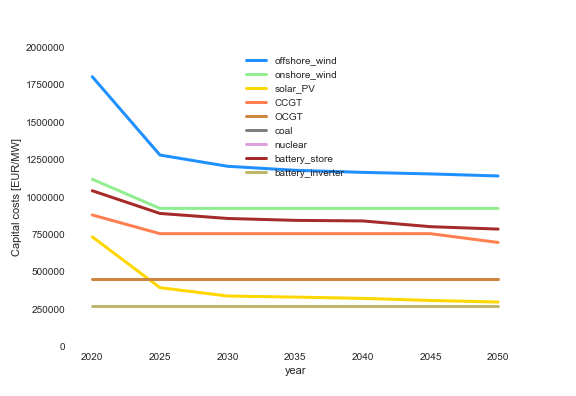 2000000
1750000
1500000
1250000
1000000
750000
500000
250000
0
Capital costs [EUR/MW]
offshore_wind
onshore_wind
solar_PV
CCGT
OCGT
coal
nuclear
battery_store
battery_inverter
2020 2025 2030 2035 2040 2045 2050
year